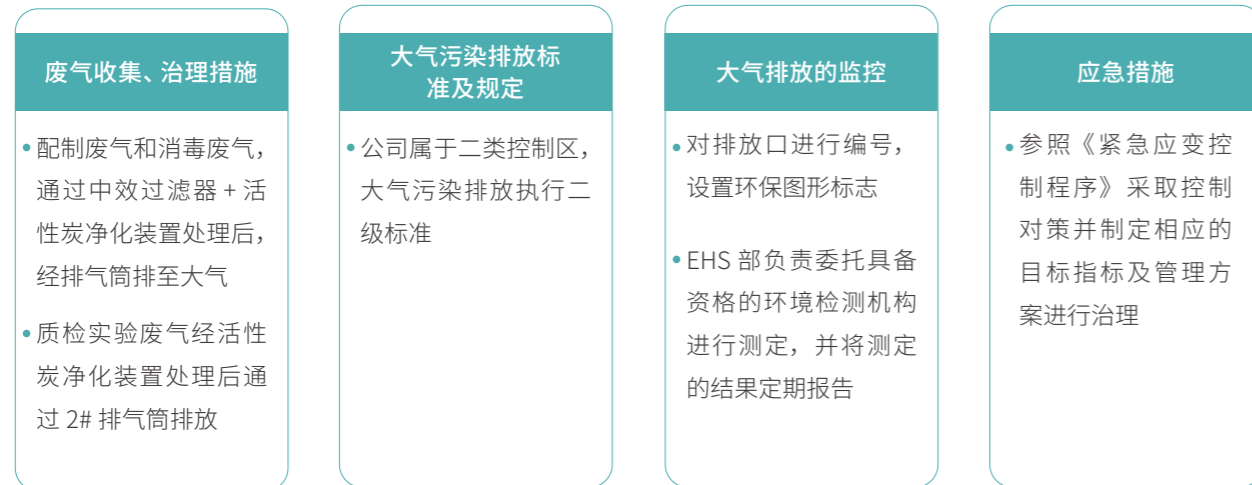 废气收集、治理措施
• 配制废气和消毒废气，
通过中效过滤器 + 活
性炭净化装置处理后，
经排气筒排至大气
• 质检实验废气经活性
炭净化装置处理后通
过 2# 排气筒排放
大气污染排放标
准及规定
• 公司属于二类控制区，
大气污染排放执行二
级标准
大气排放的监控
• 对排放口进行编号，
设置环保图形标志
• EHS 部负责委托具备
资格的环境检测机构
进行测定，并将测定
的结果定期报告
应急措施
• 参照《紧急应变控
制程序》采取控制
对策并制定相应的
目标指标及管理方
案进行治理